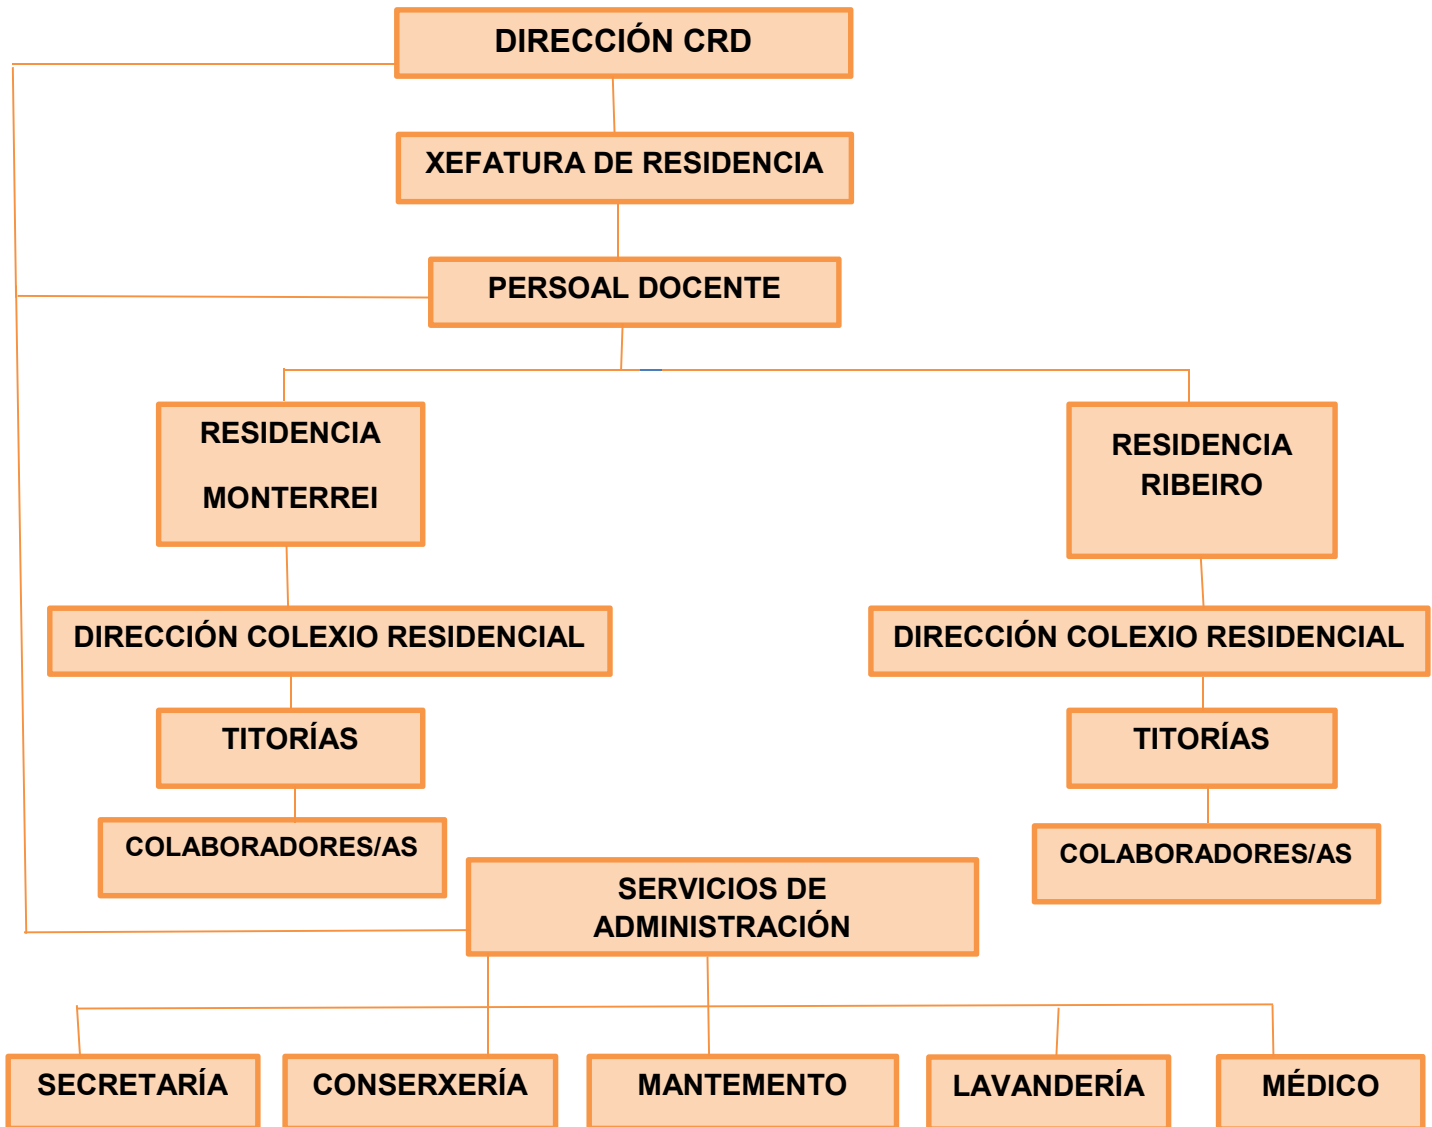 DIRECCIÓN CRD
XEFATURA DE RESIDENCIA
PERSOAL DOCENTE
RESIDENCIA
MONTERREI
RESIDENCIA
RIBEIRO
DIRECCIÓN COLEXIO RESIDENCIAL
DIRECCIÓN COLEXIO RESIDENCIAL
TITORÍAS
TITORÍAS
COLABORADORES/AS
COLABORADORES/AS
SERVICIOS DE
ADMINISTRACIÓN
SECRETARÍA
CONSERXERÍA
MANTEMENTO
LAVANDERÍA
MÉDICO